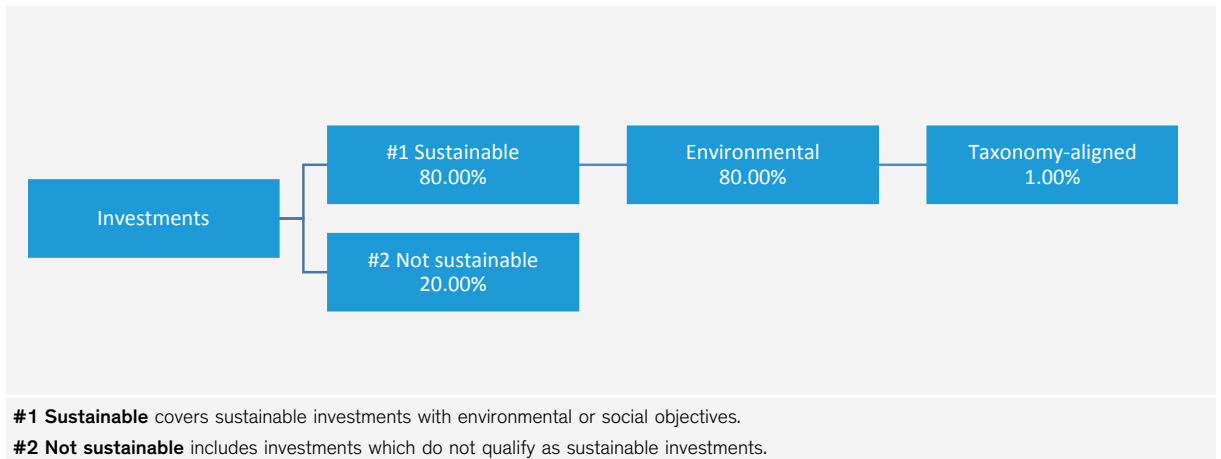 #1 Sustainable
80.00%
Environmental
80.00%
Taxonomy-aligned
1.00%
Investments
#2 Not sustainable
20.00%
#1 Sustainable covers sustainable investments with environmental or social objectives.
#2 Not sustainable includes investments which do not qualify as sustainable investments.